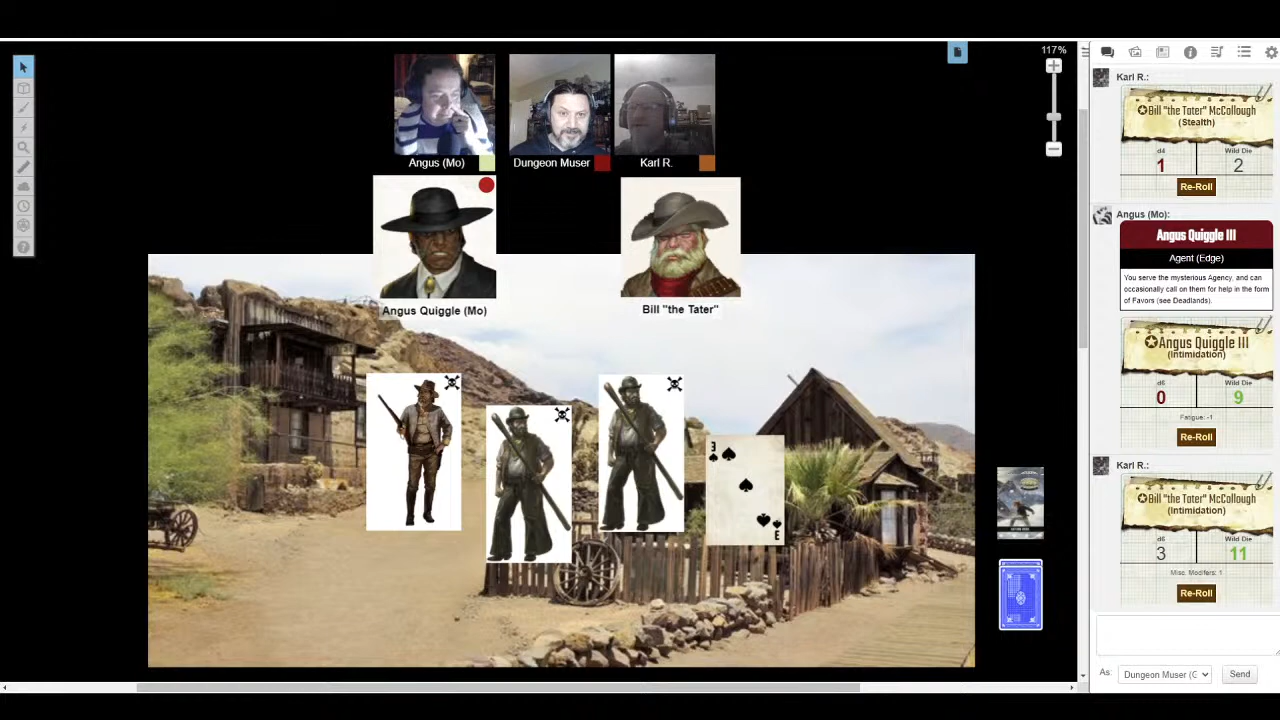 117%
Angus (Mo)
Dungeon Muser
Karl R.
Angus Quiggle (Mo)
Bill "the Tater"
3
3
Karl R.:
Bill "the Tater" McCollough
(Stealth)
d4
Wild Die
1
2
Re-Roll
Angus (Mo):
Angus Quiggle III
Agent (Edge)
You serve the mysterious Agency, and can
occasionally call on them for help in the form
of Favors (see Deadlands).
Angus Quiggle III
(Intimidation)
d6
Wild Die
0
9
Fatigue: -1
Re-Roll
Karl R.:
Bill "the Tater" McCollough
(Intimidation)
d6
Wild Die
3
11
Misc. Modifers: 1
Re-Roll
As:
Dungeon Muser (G
Send